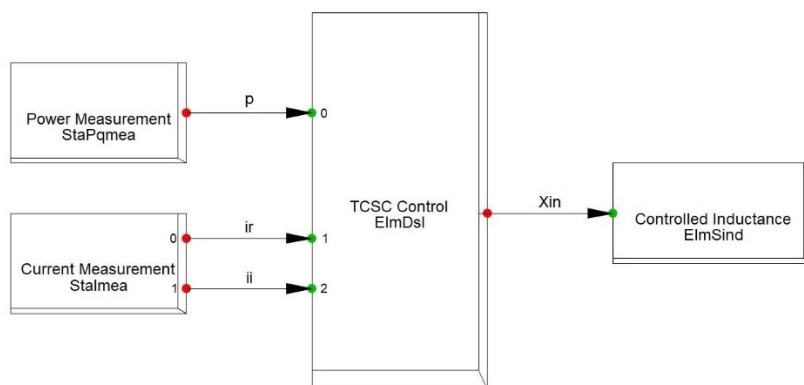 Power Measurement
StaPqmea
p
0
Current Measurement
StaImea
0
1
ir
ii
1
2
TCSC Control
ElmDsl
Xin
Controlled Inductance
ElmSind